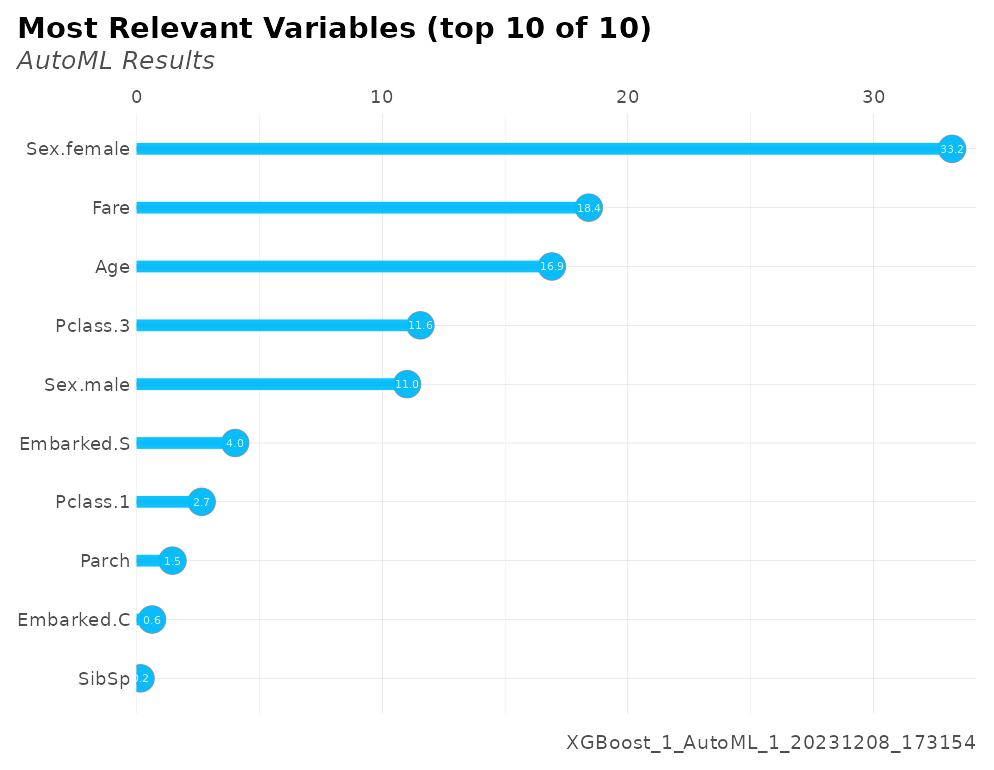 Most Relevant Variables (top 10 of 10)
AutoML Results
0 10 20 30
Sex.female 33.2
Fare 18.4
Age 16.9
Pclass.3 11.6
Sex.male 11.0
Embarked.S 4.0
Pclass.1 2.7
Parch 1.5
Embarked.C 0.6
SibSp 0.2
XGBoost_1_AutoML_1_20231208_173154